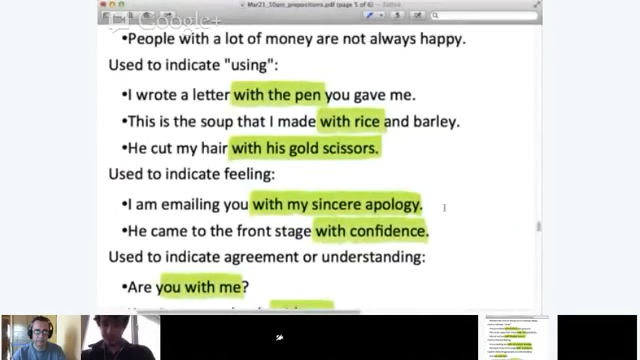 Mar21_10am_prepositions.pdf (page 5 of 6)
Google+
•People with a lot of money are not always happy.
Used to indicate "using":
•I wrote a letter with the pen you gave me.
•This is the soup that I made with rice and barley.
•He cut my hair with his gold scissors.
Used to indicate feeling:
•I am emailing you with my sincere apology.
•He came to the front stage with confidence.
Used to indicate agreement or understanding:
•Are you with me?